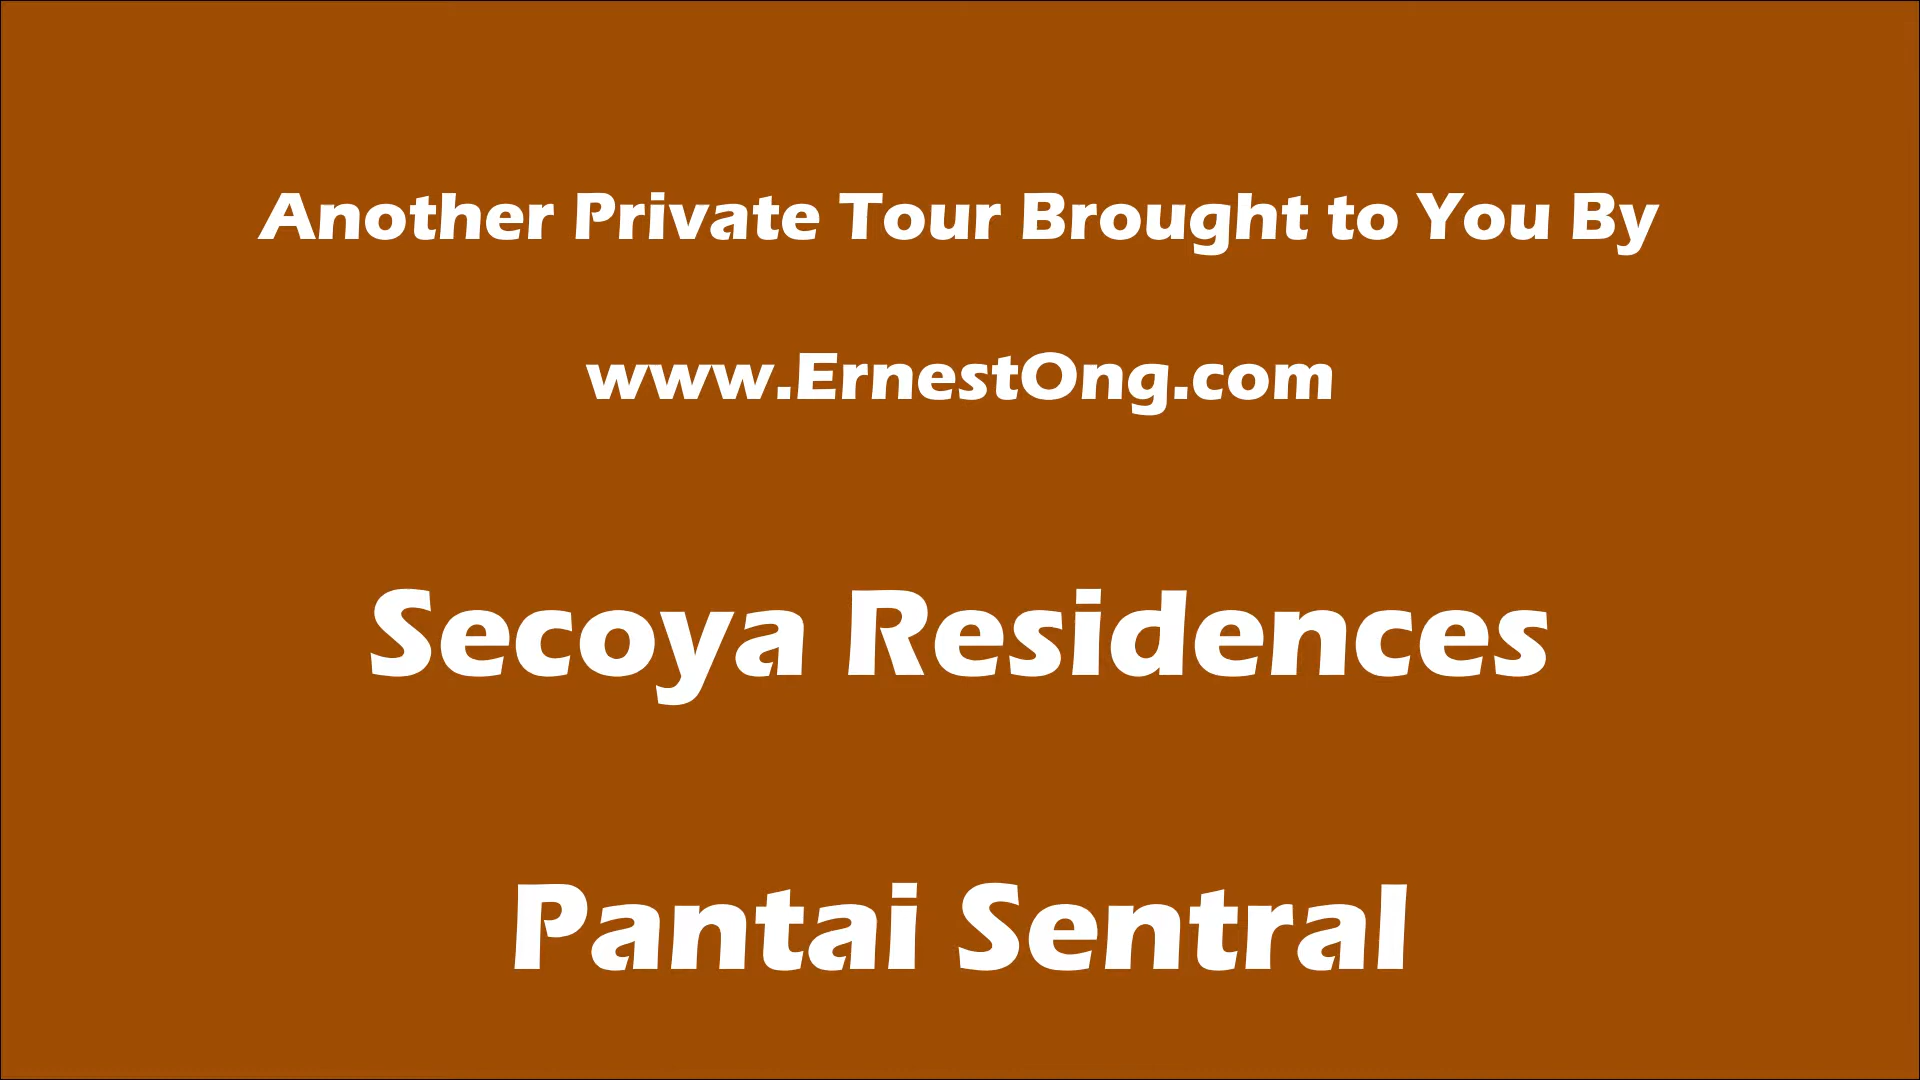 Another Private Tour Brought to You By
www.ErnestOng.com
Secoya Residences
Pantai Sentral